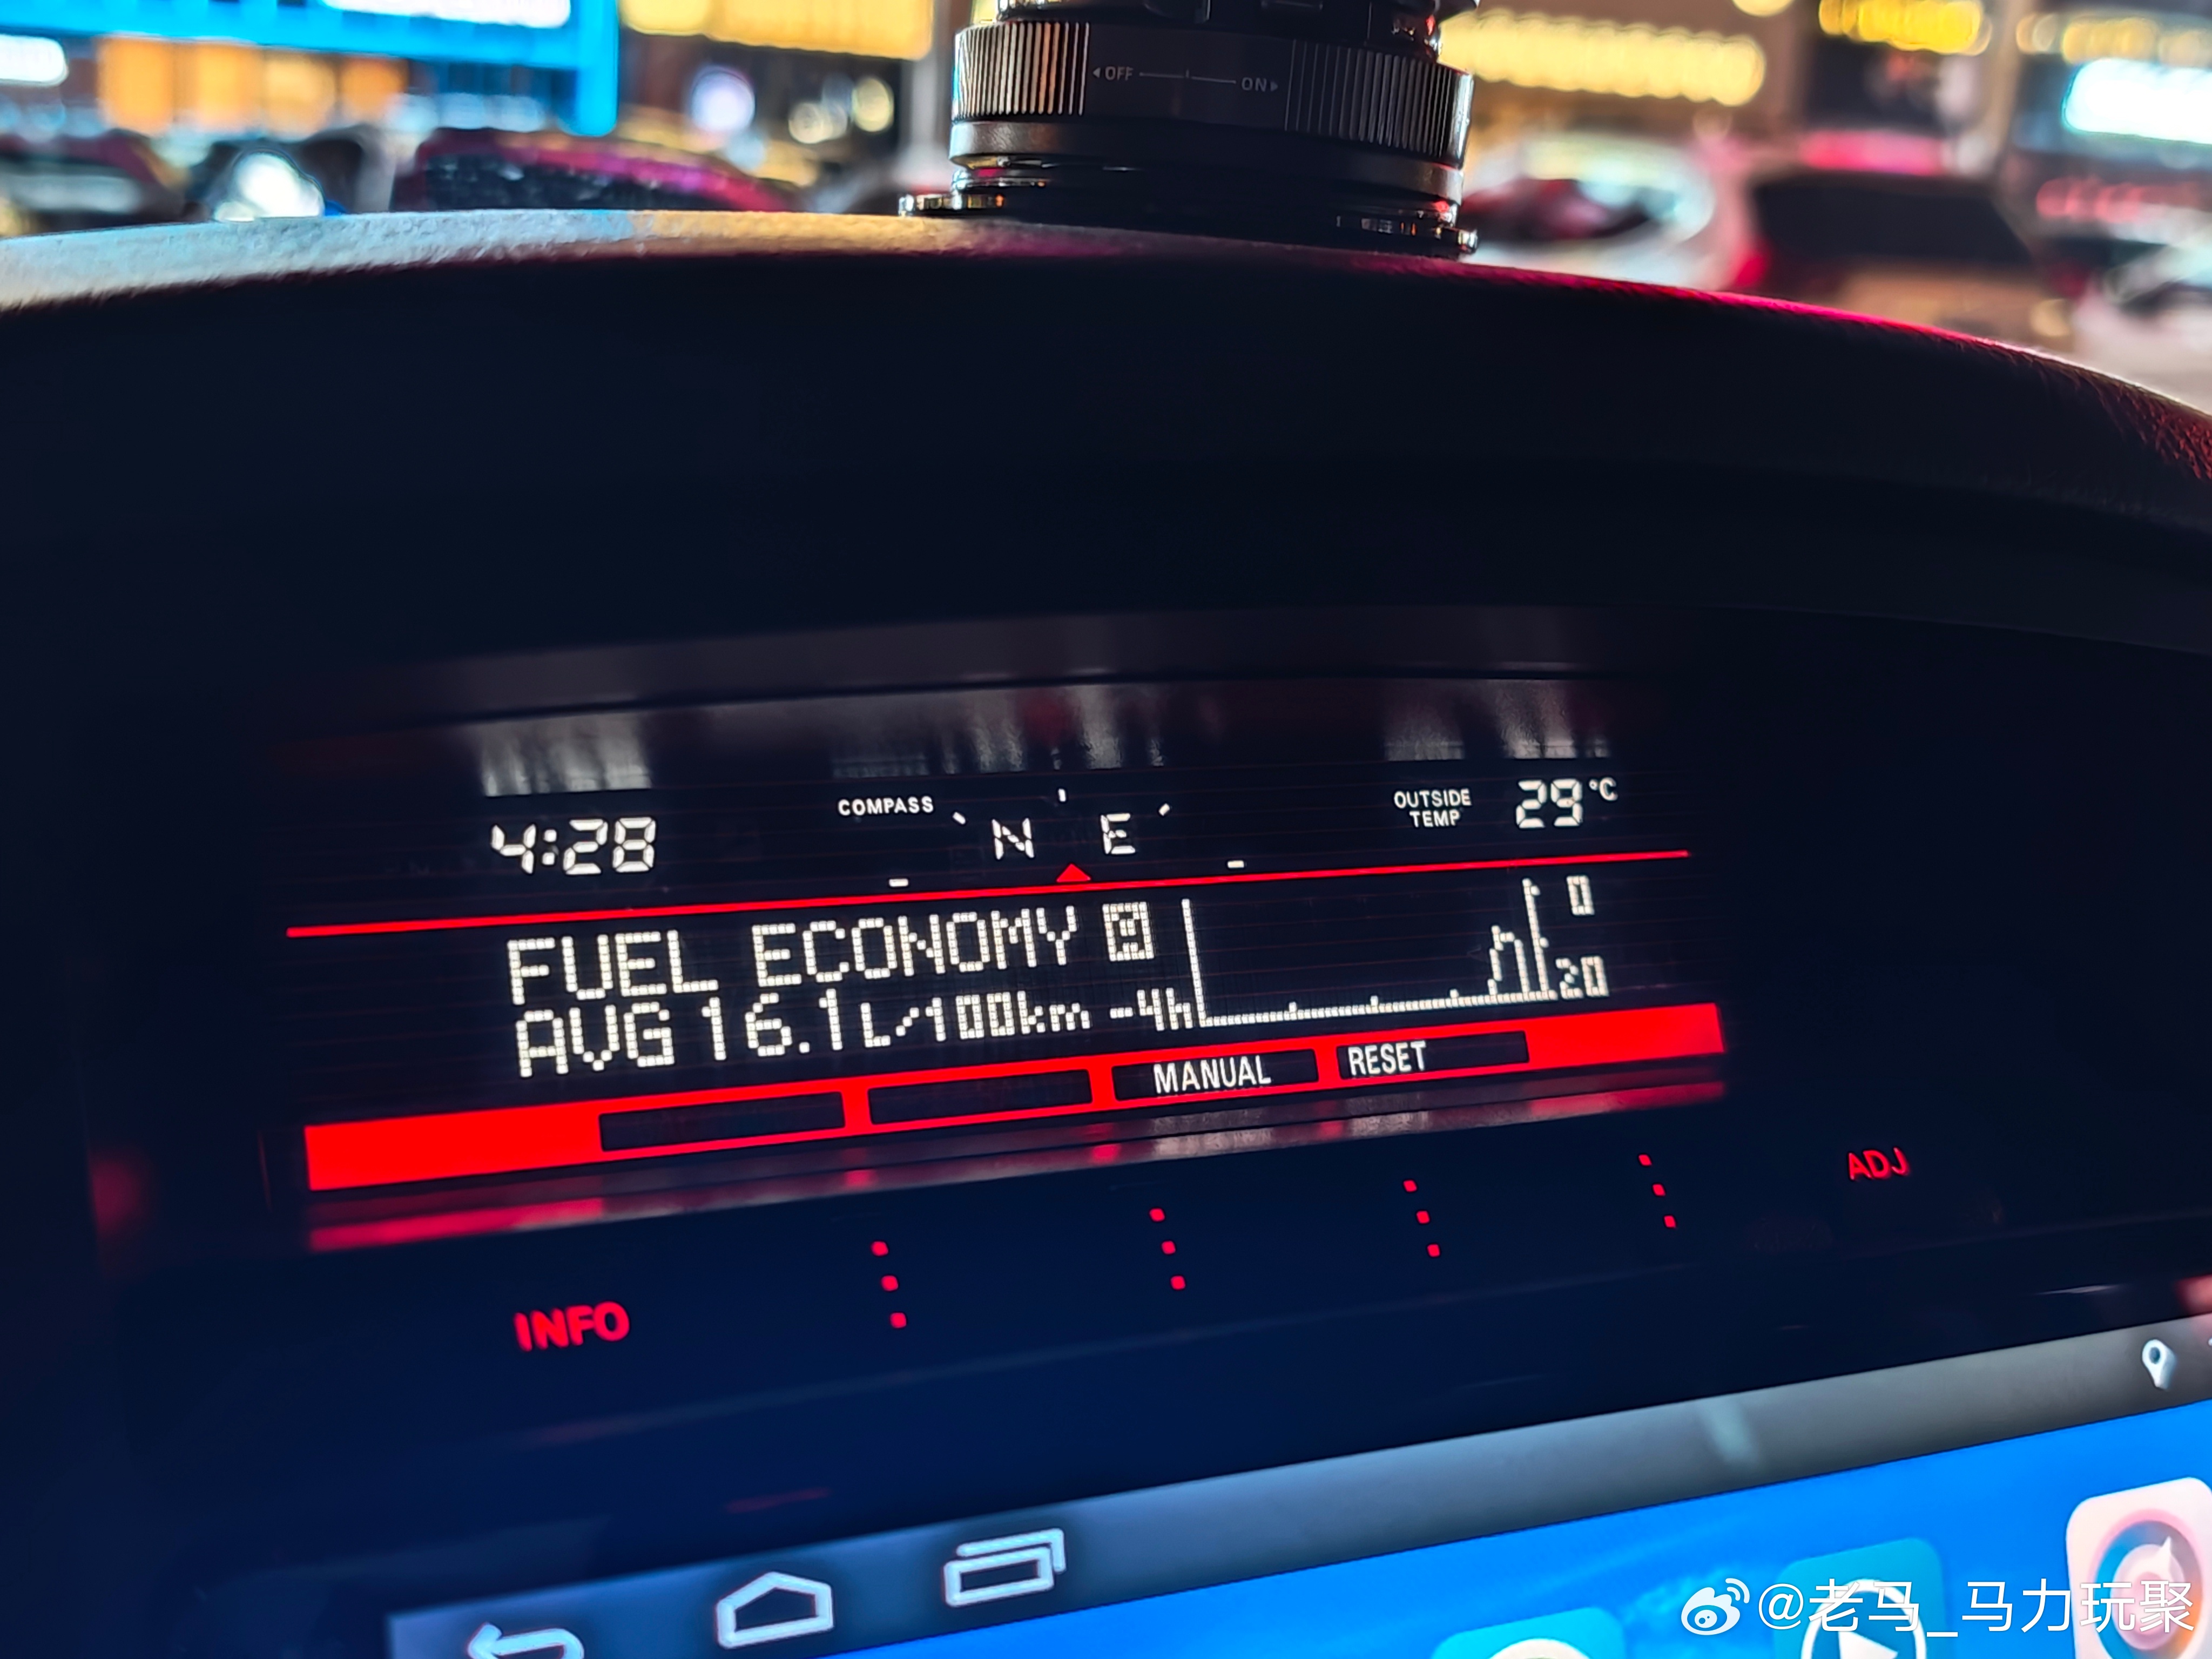 ◀OFF ON▶
4:28 COMPASS N E OUTSIDE TEMP 29°C
FUEL ECONOMY 0
AVG 16.1L/100km -4h 20
MANUAL RESET
ADJ
INFO
@老马_马力玩聚